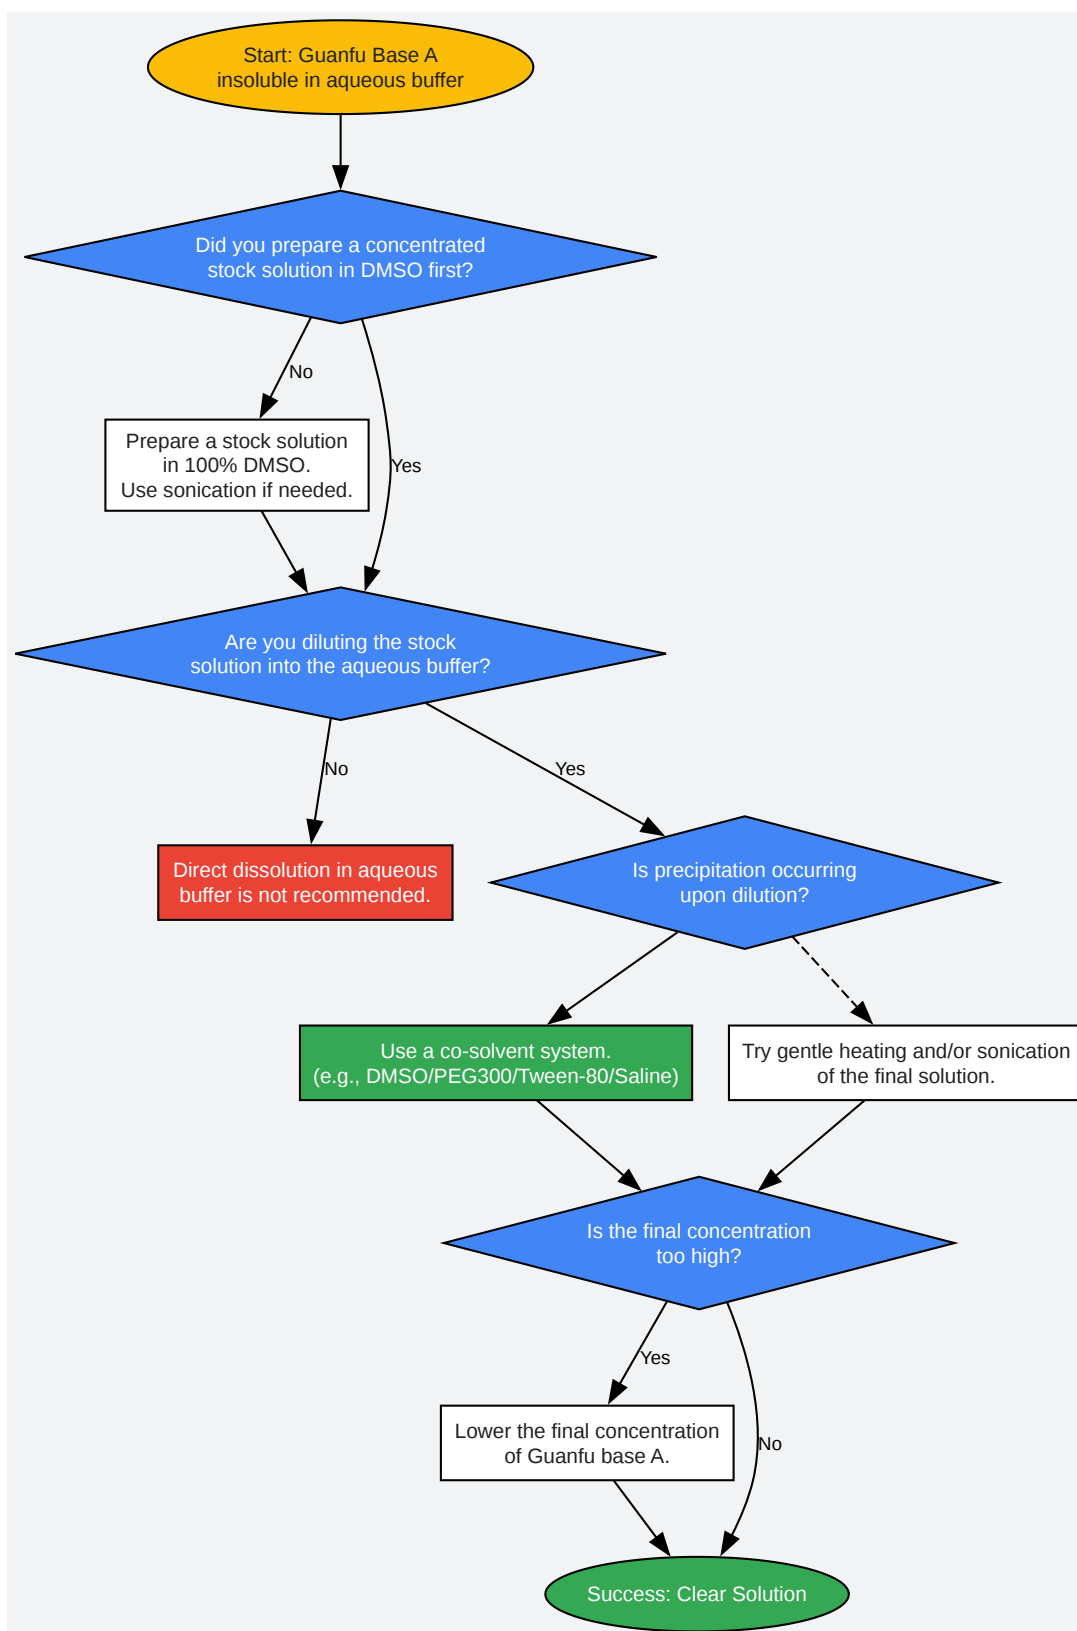 Start: Guanfu Base A
insoluble in aqueous buffer
Did you prepare a concentrated
stock solution in DMSO first?
No
Prepare a stock solution
in 100% DMSO.
Use sonication if needed.
Yes
Are you diluting the stock
solution into the aqueous buffer?
No
Yes
Direct dissolution in aqueous
buffer is not recommended.
Is precipitation occurring
upon dilution?
Use a co-solvent system.
(e.g., DMSO/PEG300/Tween-80/Saline)
Try gentle heating and/or sonication
of the final solution.
Is the final concentration
too high?
Yes
Lower the final concentration
of Guanfu base A.
No
Success: Clear Solution